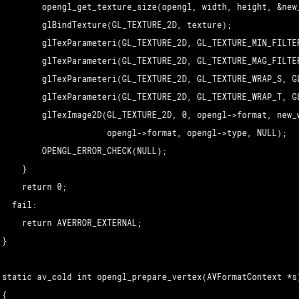 opengl_get_texture_size(opengl, width, height, &new_
glBindTexture(GL_TEXTURE_2D, texture);
glTexParameteri(GL_TEXTURE_2D, GL_TEXTURE_MIN_FILTER
glTexParameteri(GL_TEXTURE_2D, GL_TEXTURE_MAG_FILTER
glTexParameteri(GL_TEXTURE_2D, GL_TEXTURE_WRAP_S, GL
glTexParameteri(GL_TEXTURE_2D, GL_TEXTURE_WRAP_T, GL
glTexImage2D(GL_TEXTURE_2D, 0, opengl->format, new_w
opengl->format, opengl->type, NULL);
OPENGL_ERROR_CHECK(NULL);
}
return 0;
fail:
return AVERROR_EXTERNAL;
}
static av_cold int opengl_prepare_vertex(AVFormatContext *s)
{